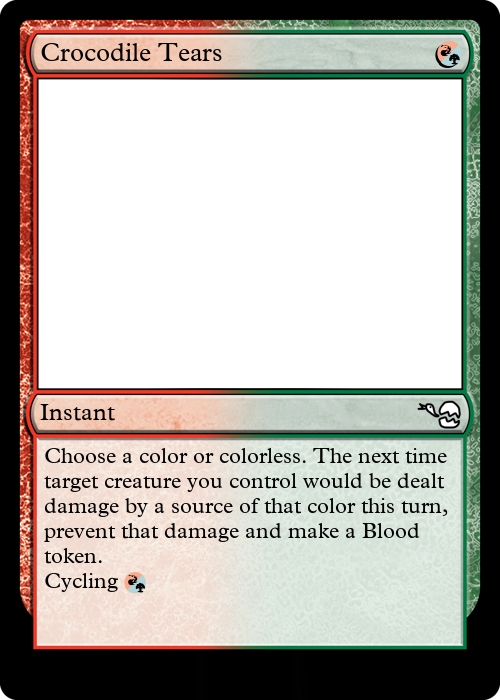 Crocodile Tears
Instant
Choose a color or colorless. The next time
target creature you control would be dealt
damage by a source of that color this turn,
prevent that damage and make a Blood
token.
Cycling